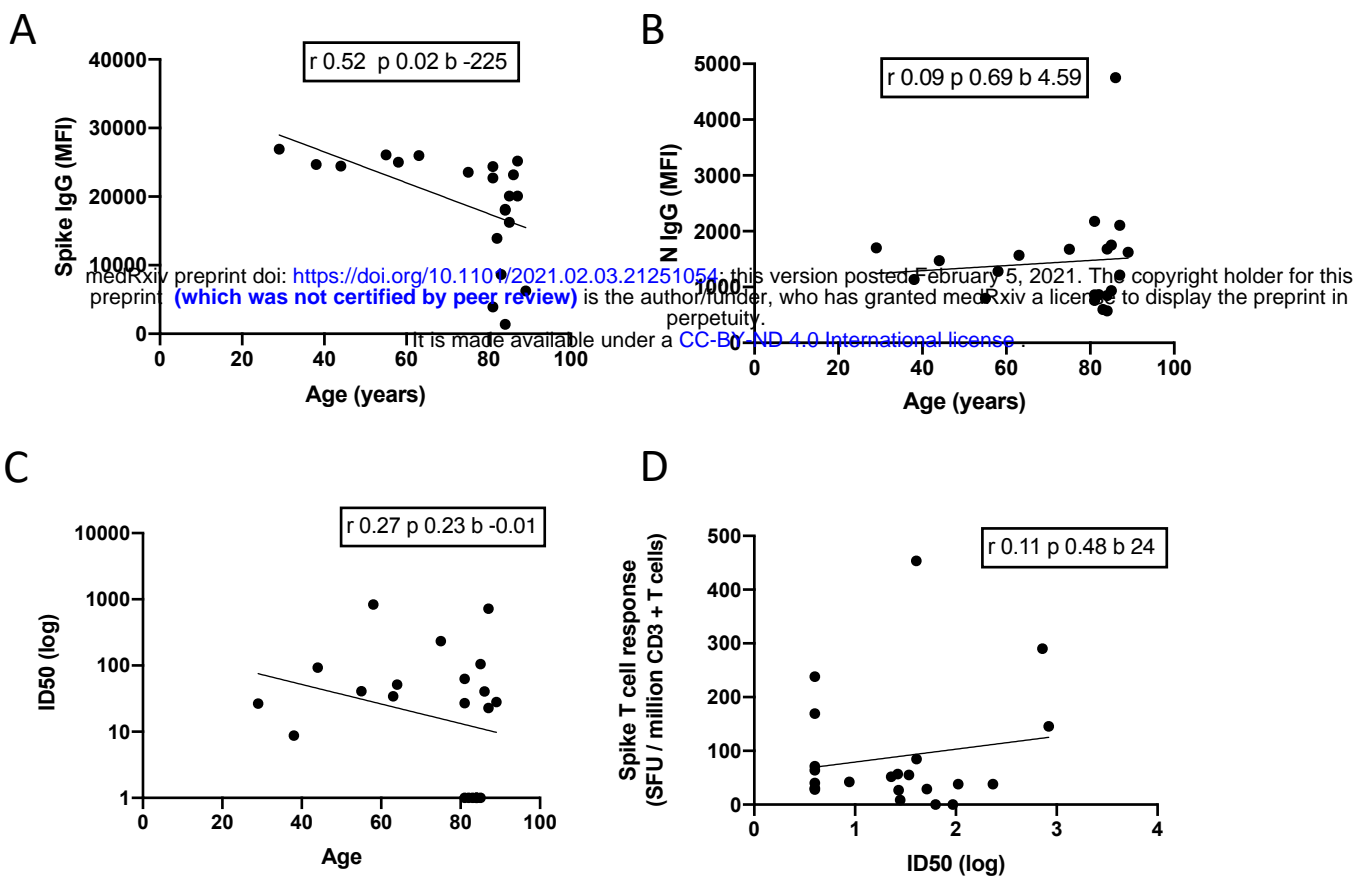 A
r 0.52 p 0.02 b -225
Spike IgG (MFI)
40000
30000
20000
10000
0
0 20 40 60 80 100
Age (years)
B
r 0.09 p 0.69 b 4.59
N IgG (MFI)
5000
4000
3000
2000
1000
0
0 20 40 60 80 100
Age (years)
medRxiv preprint doi: https://doi.org/10.1101/2021.02.03.21251054; this version posted February 5, 2021. The copyright holder for this
preprint (which was not certified by peer review) is the author/funder, who has granted medRxiv a license to display the preprint in
perpetuity.
It is made available under a CC-BY-ND 4.0 International license .
C
r 0.27 p 0.23 b -0.01
ID50 (log)
10000
1000
100
10
1
0 20 40 60 80 100
Age
D
r 0.11 p 0.48 b 24
Spike T cell response
(SFU / million CD3 + T cells)
500
400
300
200
100
0
0 1 2 3 4
ID50 (log)